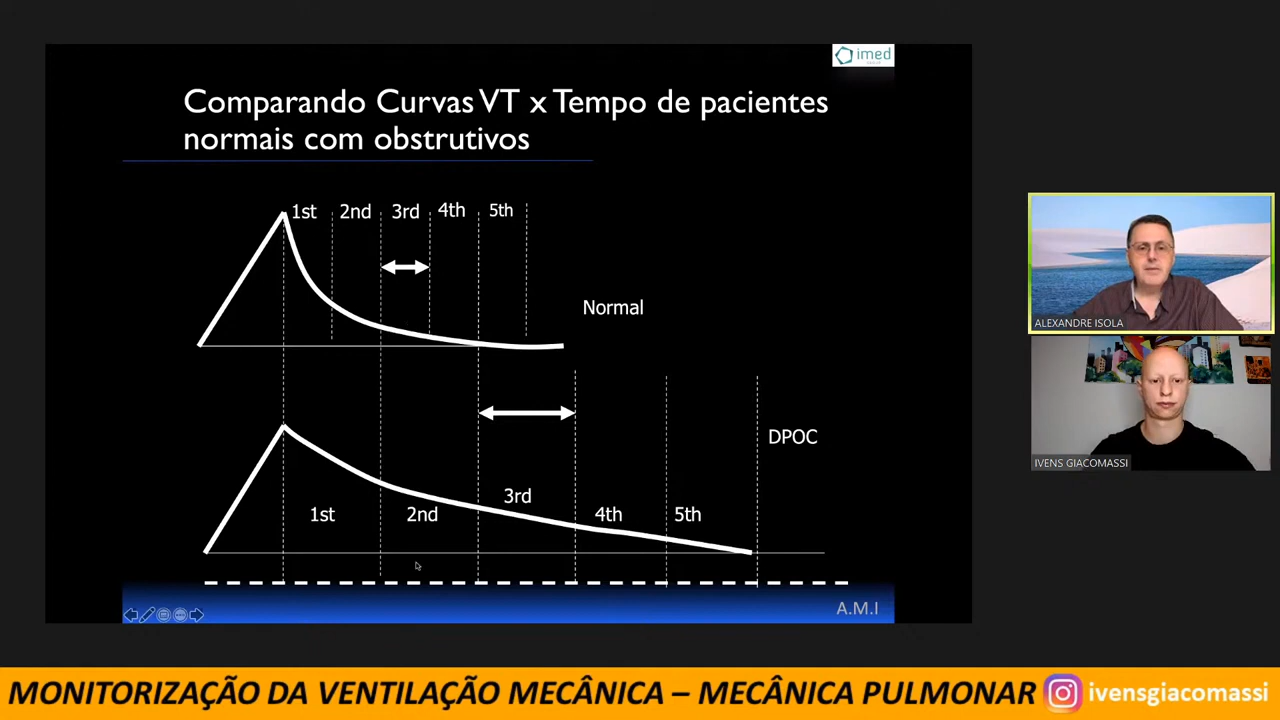 imed
Comparando Curvas VT x Tempo de pacientes
normais com obstrutivos
1st 2nd 3rd 4th 5th
Normal
DPOC
1st 2nd 3rd 4th 5th
A.M.I
ALEXANDRE ISOLA
IVENS GIACOMASSI
MONITORIZAÇÃO DA VENTILAÇÃO MECÂNICA – MECÂNICA PULMONAR ivensgiacomassi